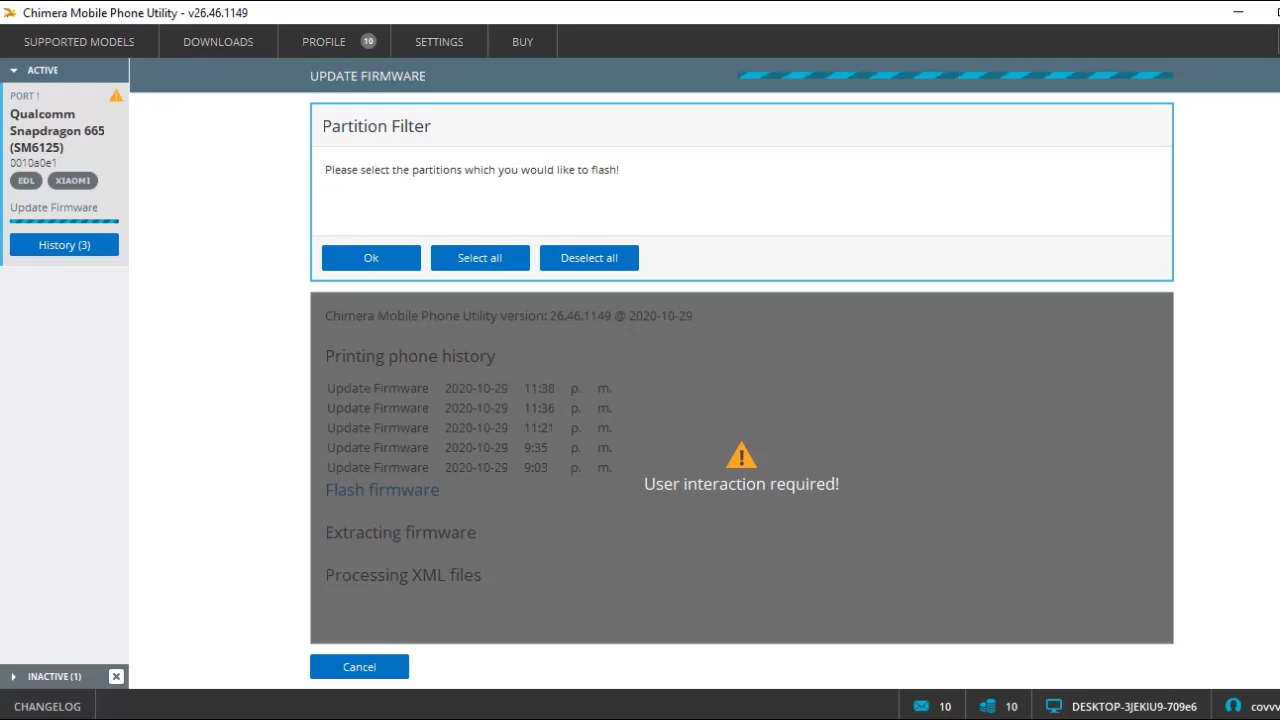 Chimera Mobile Phone Utility - v26.46.1149
SUPPORTED MODELS
DOWNLOADS
PROFILE 10
SETTINGS
BUY
ACTIVE
PORT 1
Qualcomm
Snapdragon 665
(SM6125)
0010a0e1
EDL XIAOMI
Update Firmware
History (3)
UPDATE FIRMWARE
Partition Filter
Please select the partitions which you would like to flash!
Ok
Select all
Deselect all
Chimera Mobile Phone Utility version: 26.46.1149 @ 2020-10-29
Printing phone history
Update Firmware 2020-10-29 11:38 p. m.
Update Firmware 2020-10-29 11:36 p. m.
Update Firmware 2020-10-29 11:21 p. m.
Update Firmware 2020-10-29 9:35 p. m.
Update Firmware 2020-10-29 9:03 p. m.
User interaction required!
Flash firmware
Extracting firmware
Processing XML files
Cancel
INACTIVE (1)
CHANGELOG
10
10
DESKTOP-3JEKIU9-709e6